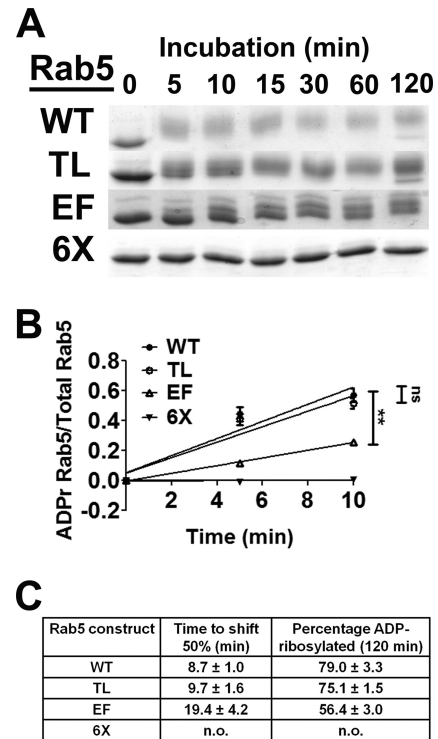 A
Incubation (min)
Rab5
0 5 10 15 30 60 120
WT
TL
EF
6X
B
ADPr Rab5/Total Rab5
0.8
0.6
0.4
0.2
0.0
-0.2
WT
TL
EF
6X
ns
**
2 4 6 8 10
Time (min)
C
Rab5 construct Time to shift 50% (min) Percentage ADP-ribosylated (120 min)
WT 8.7 ± 1.0 79.0 ± 3.3
TL 9.7 ± 1.6 75.1 ± 1.5
EF 19.4 ± 4.2 56.4 ± 3.0
6X n.o. n.o.